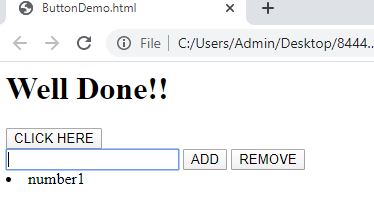 ButtonDemo.html
File | C:/Users/Admin/Desktop/8444...
Well Done!!
CLICK HERE
ADD REMOVE
• number1